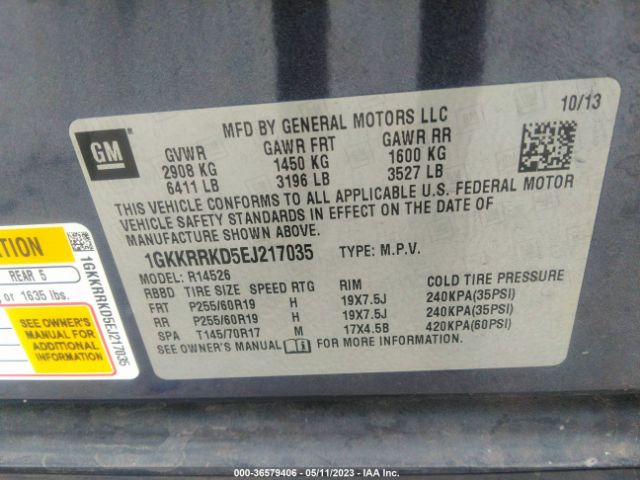 MFD BY GENERAL MOTORS LLC
10/13
GM
GVWR GAWR FRT GAWR RR
2908 KG 1450 KG 1600 KG
6411 LB 3196 LB 3527 LB
THIS VEHICLE CONFORMS TO ALL APPLICABLE U.S. FEDERAL MOTOR
VEHICLE SAFETY STANDARDS IN EFFECT ON THE DATE OF
MANUFACTURE SHOWN ABOVE.
1GKKRRKD5EJ217035 TYPE: M.P.V.
MODEL: R14526
RBBD TIRE SIZE SPEED RTG RIM COLD TIRE PRESSURE
FRT P255/60R19 H 19X7.5J 240KPA(35PSI)
RR P255/60R19 H 19X7.5J 240KPA(35PSI)
SPA T145/70R17 M 17X4.5B 420KPA(60PSI)
SEE OWNER'S MANUAL FOR MORE INFORMATION.
TION
REAR 5
or 1635 lbs.
SEE OWNER'S
MANUAL FOR
ADDITIONAL
INFORMATION
1GKKRRKD5EJ217035
© 000-36579406 - 05/11/2023 - IAA Inc.